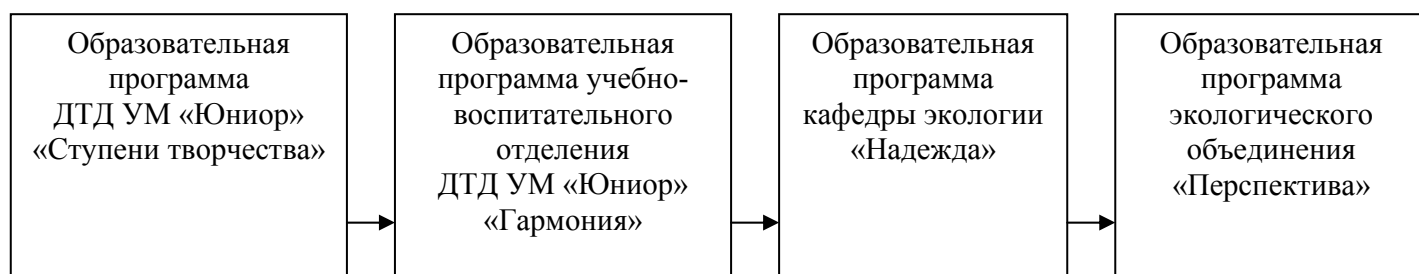 Образовательная
программа
ДТД УМ «Юниор»
«Ступени творчества»
Образовательная
программа учебно-
воспитательного
отделения
ДТД УМ «Юниор»
«Гармония»
Образовательная
программа
кафедры экологии
«Надежда»
Образовательная
программа
экологического
объединения
«Перспектива»